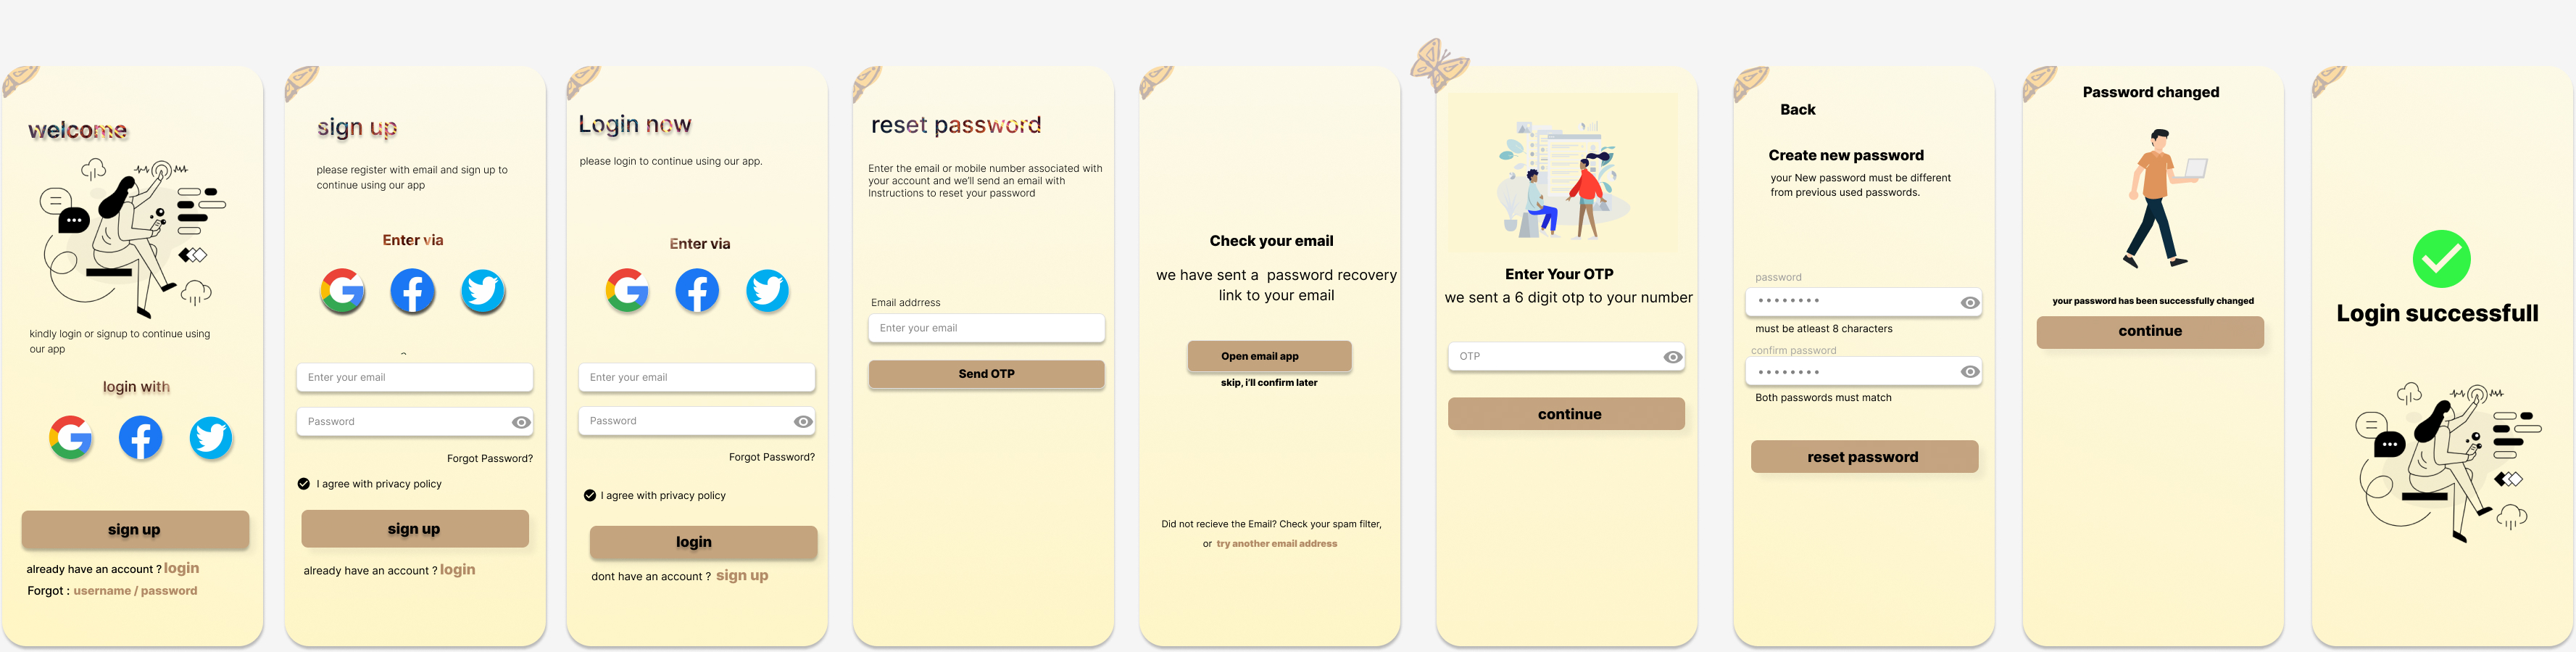 welcome
kindly login or signup to continue using
our app
login with
sign up
already have an account ? login
Forgot : username / password
sign up
please register with email and sign up to
continue using our app
Enter via
Enter your email
Password
Forgot Password?
I agree with privacy policy
sign up
already have an account ? login
Login now
please login to continue using our app.
Enter via
Enter your email
Password
Forgot Password?
I agree with privacy policy
login
dont have an account ? sign up
reset password
Enter the email or mobile number associated with
your account and we'll send an email with
Instructions to reset your password
Email addrress
Enter your email
Send OTP
Check your email
we have sent a password recovery
link to your email
Open email app
skip, i'll confirm later
Did not recieve the Email? Check your spam filter,
or try another email address
Enter Your OTP
we sent a 6 digit otp to your number
OTP
continue
Back
Create new password
your New password must be different
from previous used passwords.
password
must be atleast 8 characters
confirm password
Both passwords must match
reset password
Password changed
your password has been successfully changed
continue
Login successfull